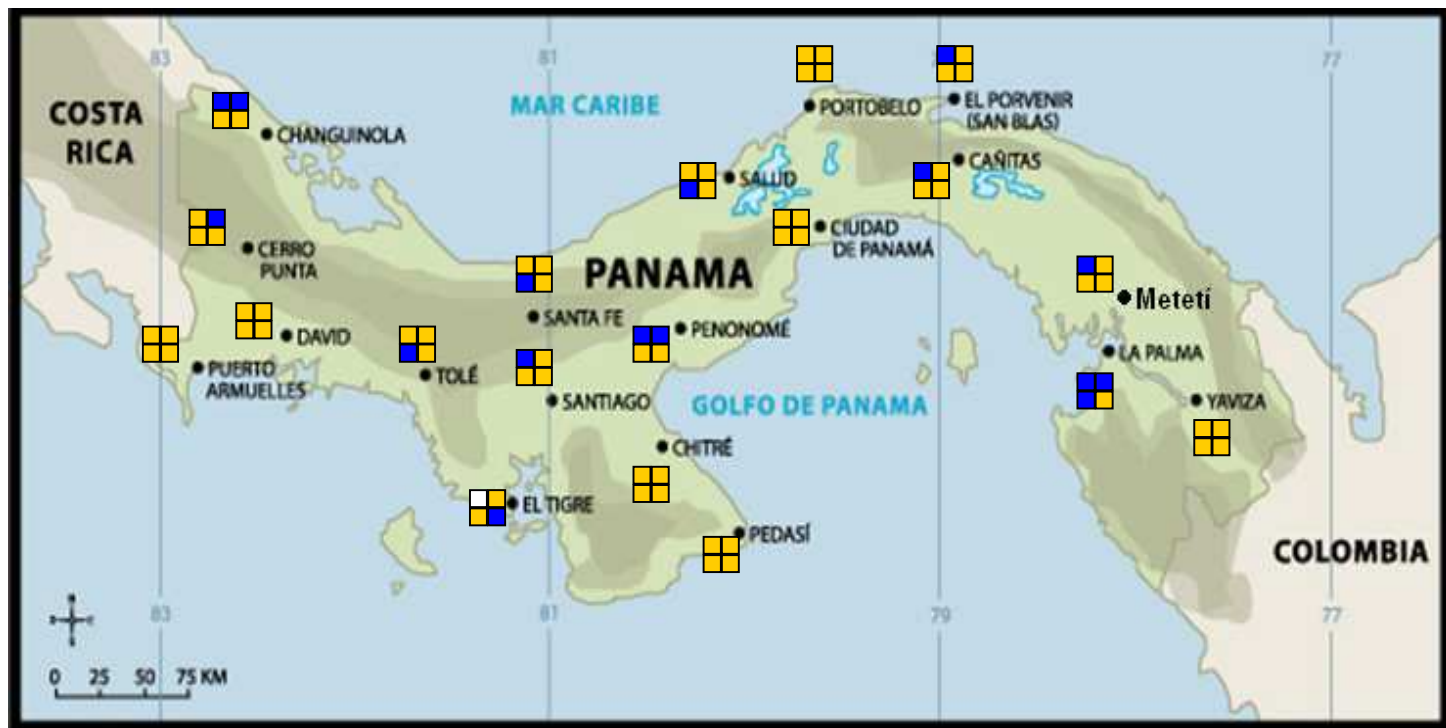 83
81
77
COSTA
RICA
MAR CARIBE
PORTOBELO
EL PORVENIR
(SAN BLAS)
CHANGUINOLA
SALUD
CAÑITAS
CERRO
PUNTA
CIUDAD
DE PANAMÁ
PANAMA
Metetí
SANTA FE
PENONOMÉ
DAVID
LA PALMA
PUERTO
ARMUELLES
TOLÉ
SANTIAGO
GOLFO DE PANAMA
YAVIZA
CHITRÉ
EL TIGRE
PEDASÍ
COLOMBIA
83
81
79
77
0 25 50 75 KM